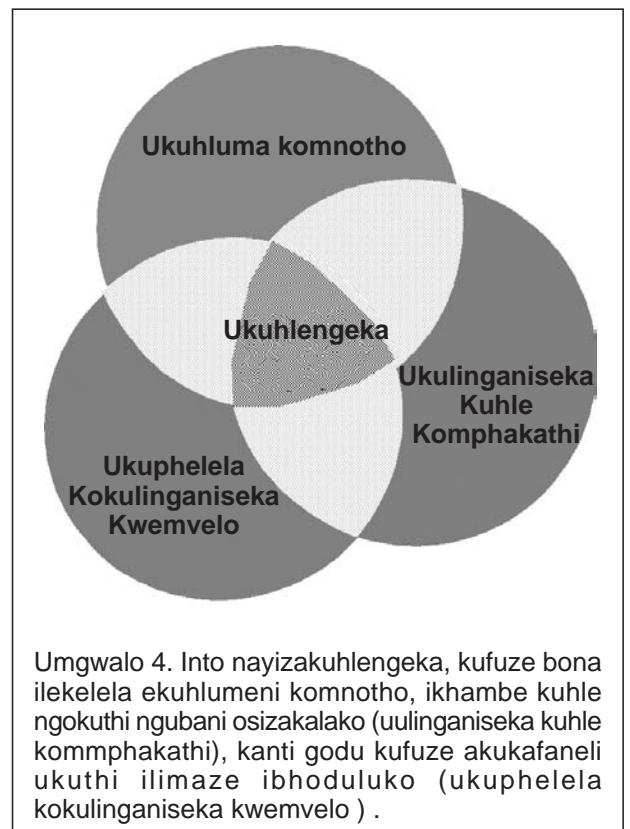 Ukuhluma komnotho
Ukuhlengeka
Ukulinganiseka
Kuhle
Komphakathi
Ukuphelela
Kokulinganiseka
Kwemvelo
Umgwalo 4. Into nayizakuhlengeka, kufuze bona
ilekelela ekuhlumeni komnotho, ikhambe kuhle
ngokuthi ngubani osizakalako (uulinganiseka kuhle
kommphakathi), kanti godu kufuze akukafaneli
ukuthi ilimaze ibhoduluko (ukuphelela
kokulinganiseka kwemvelo ) .